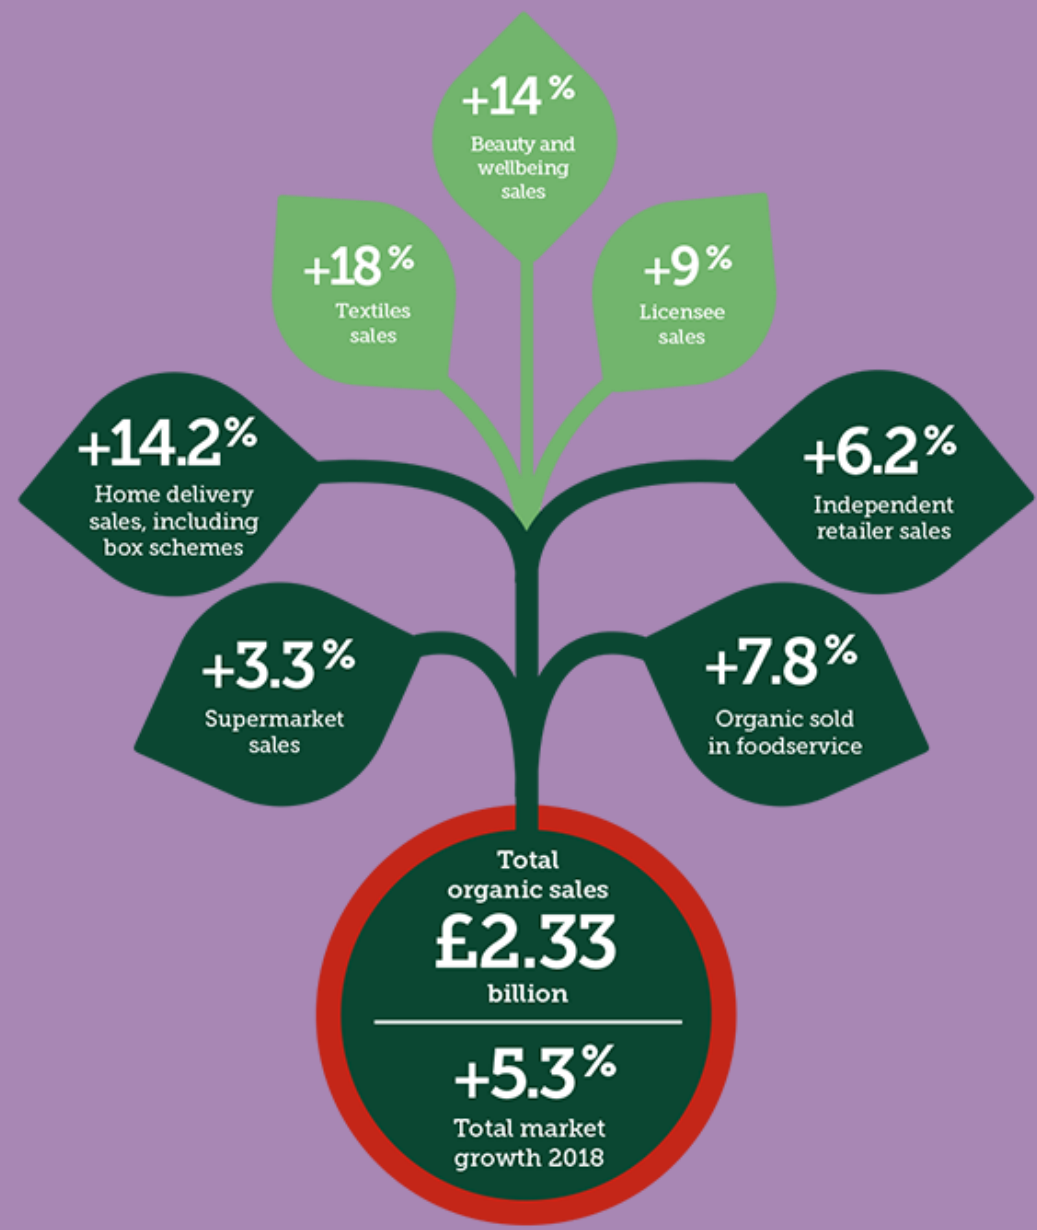 +14%
Beauty and
wellbeing
sales
+18%
Textiles
sales
+9%
Licensee
sales
+14.2%
Home delivery
sales, including
box schemes
+6.2%
Independent
retailer sales
+3.3%
Supermarket
sales
+7.8%
Organic sold
in foodservice
Total
organic sales
£2.33
billion
+5.3%
Total market
growth 2018